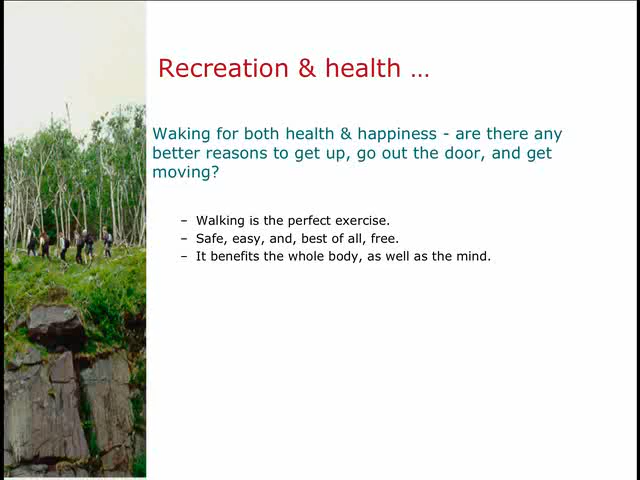 Recreation & health ...
Waking for both health & happiness - are there any
better reasons to get up, go out the door, and get
moving?
– Walking is the perfect exercise.
– Safe, easy, and, best of all, free.
– It benefits the whole body, as well as the mind.